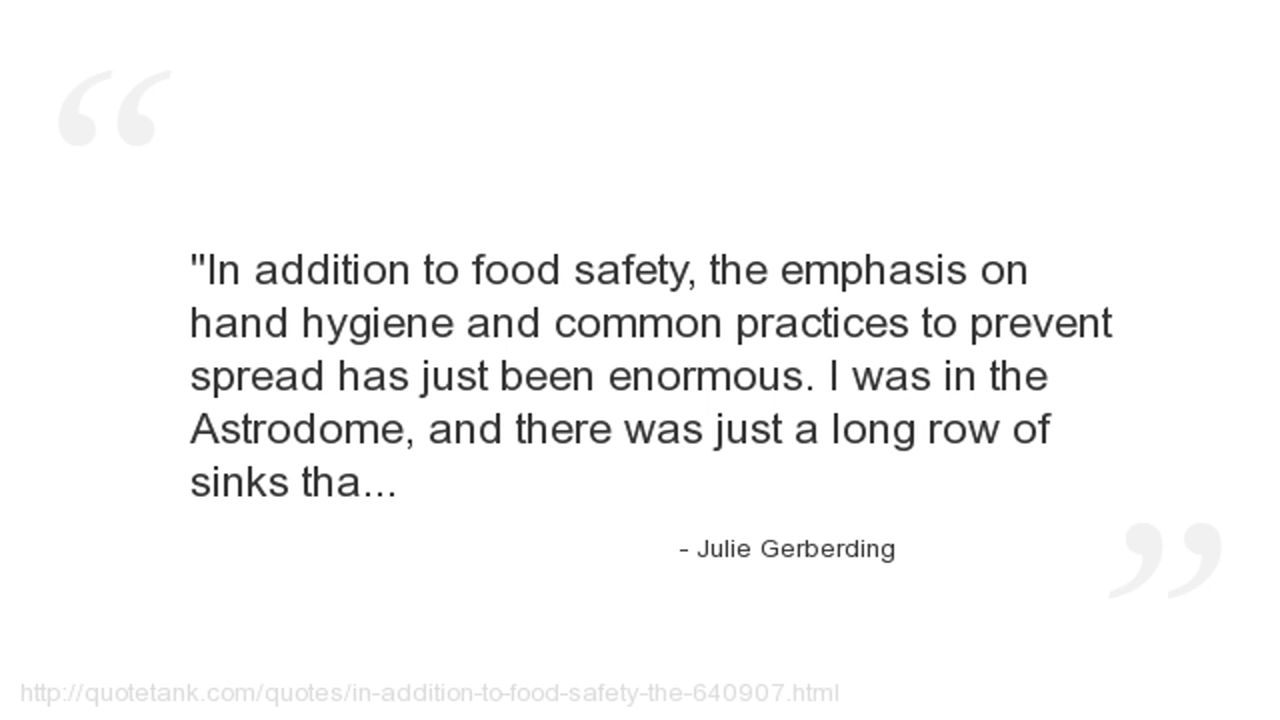 “
"In addition to food safety, the emphasis on
hand hygiene and common practices to prevent
spread has just been enormous. I was in the
Astrodome, and there was just a long row of
sinks tha...
- Julie Gerberding
”
http://quotetank.com/quotes/in-addition-to-food-safety-the-640907.html